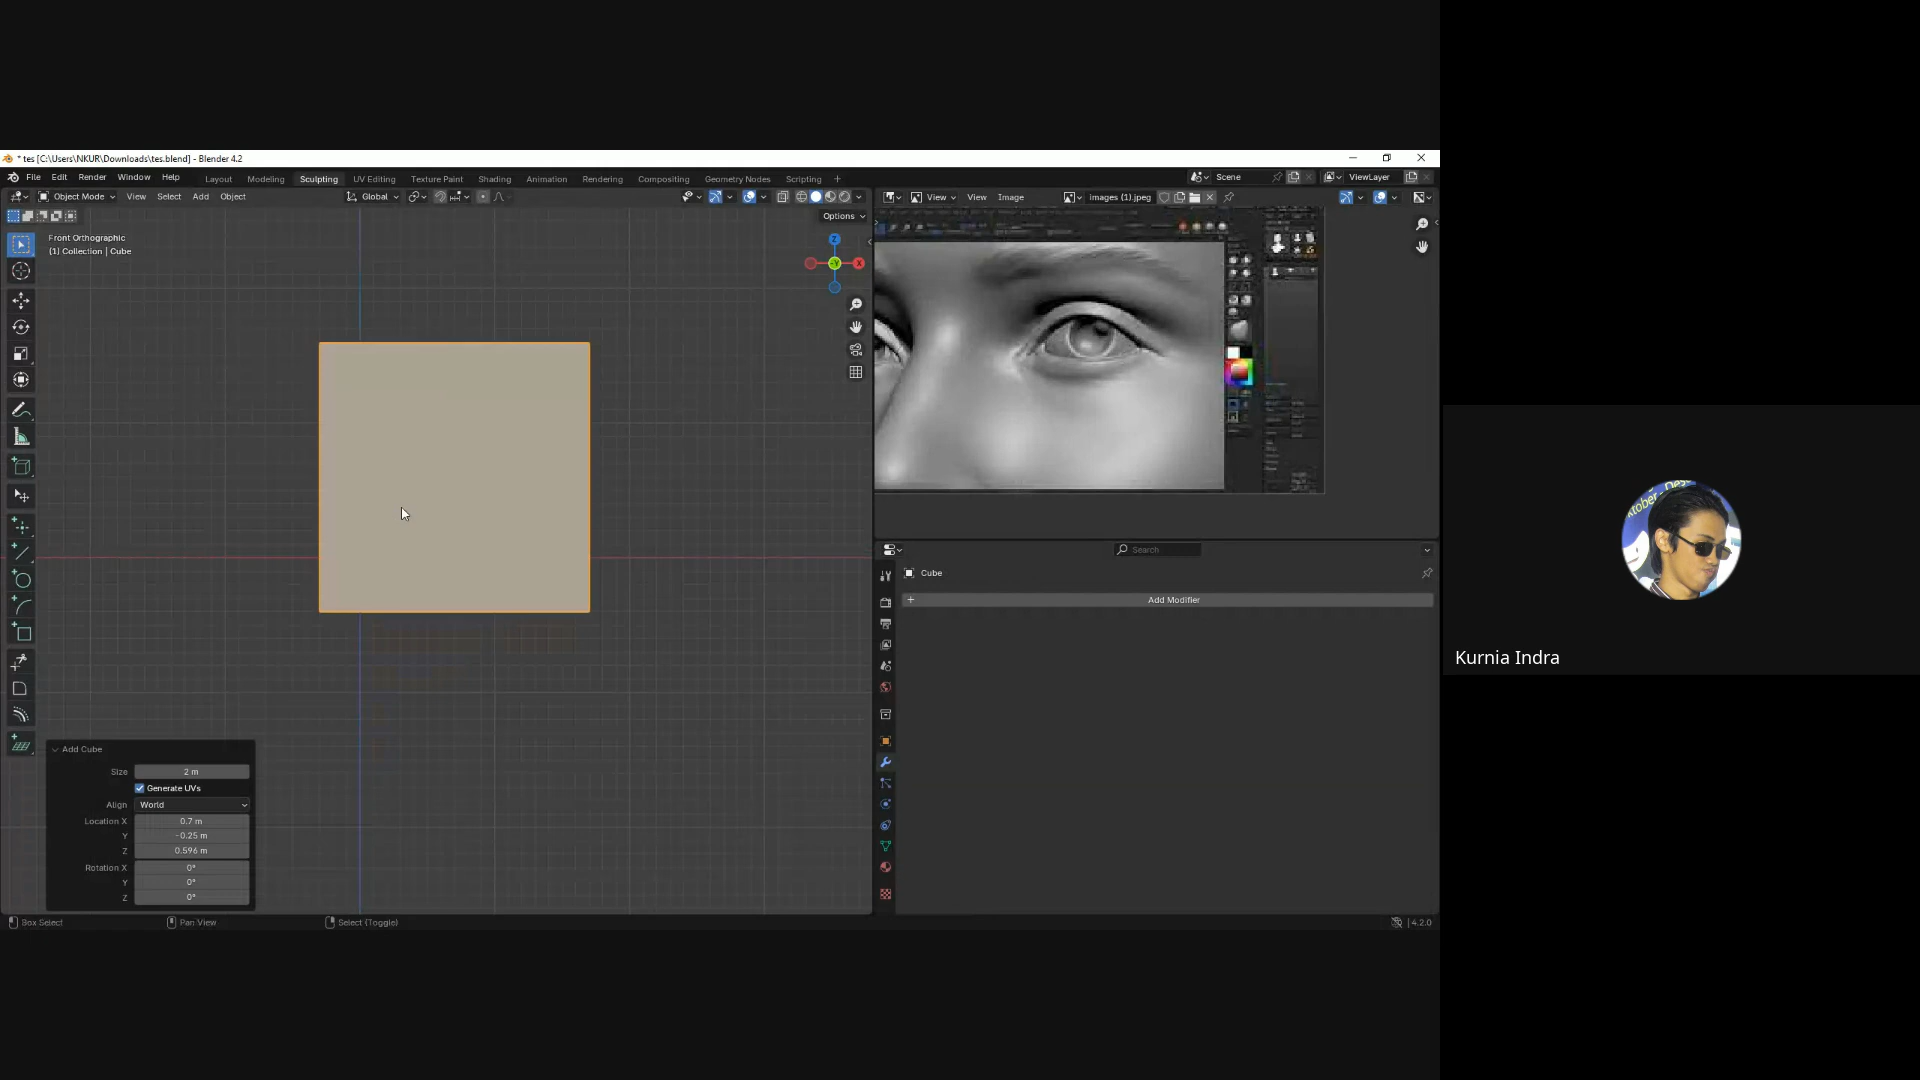 * tes [C:\Users\NKUR\Downloads\tes.blend] - Blender 4.2
File Edit Render Window Help
Layout Modeling Sculpting UV Editing Texture Paint Shading Animation Rendering Compositing Geometry Nodes Scripting +
Scene
ViewLayer
Object Mode View Select Add Object
Global
View View Image
images (1).jpeg
Options
Front Orthographic
(1) Collection | Cube
Z
-Y
X
Search
Cube
+ Add Modifier
Add Cube
Size 2 m
Generate UVs
Align World
Location X 0.7 m
Y -0.25 m
Z 0.596 m
Rotation X 0°
Y 0°
Z 0°
Box Select
Pan View
Select (Toggle)
4.2.0
Kurnia Indra